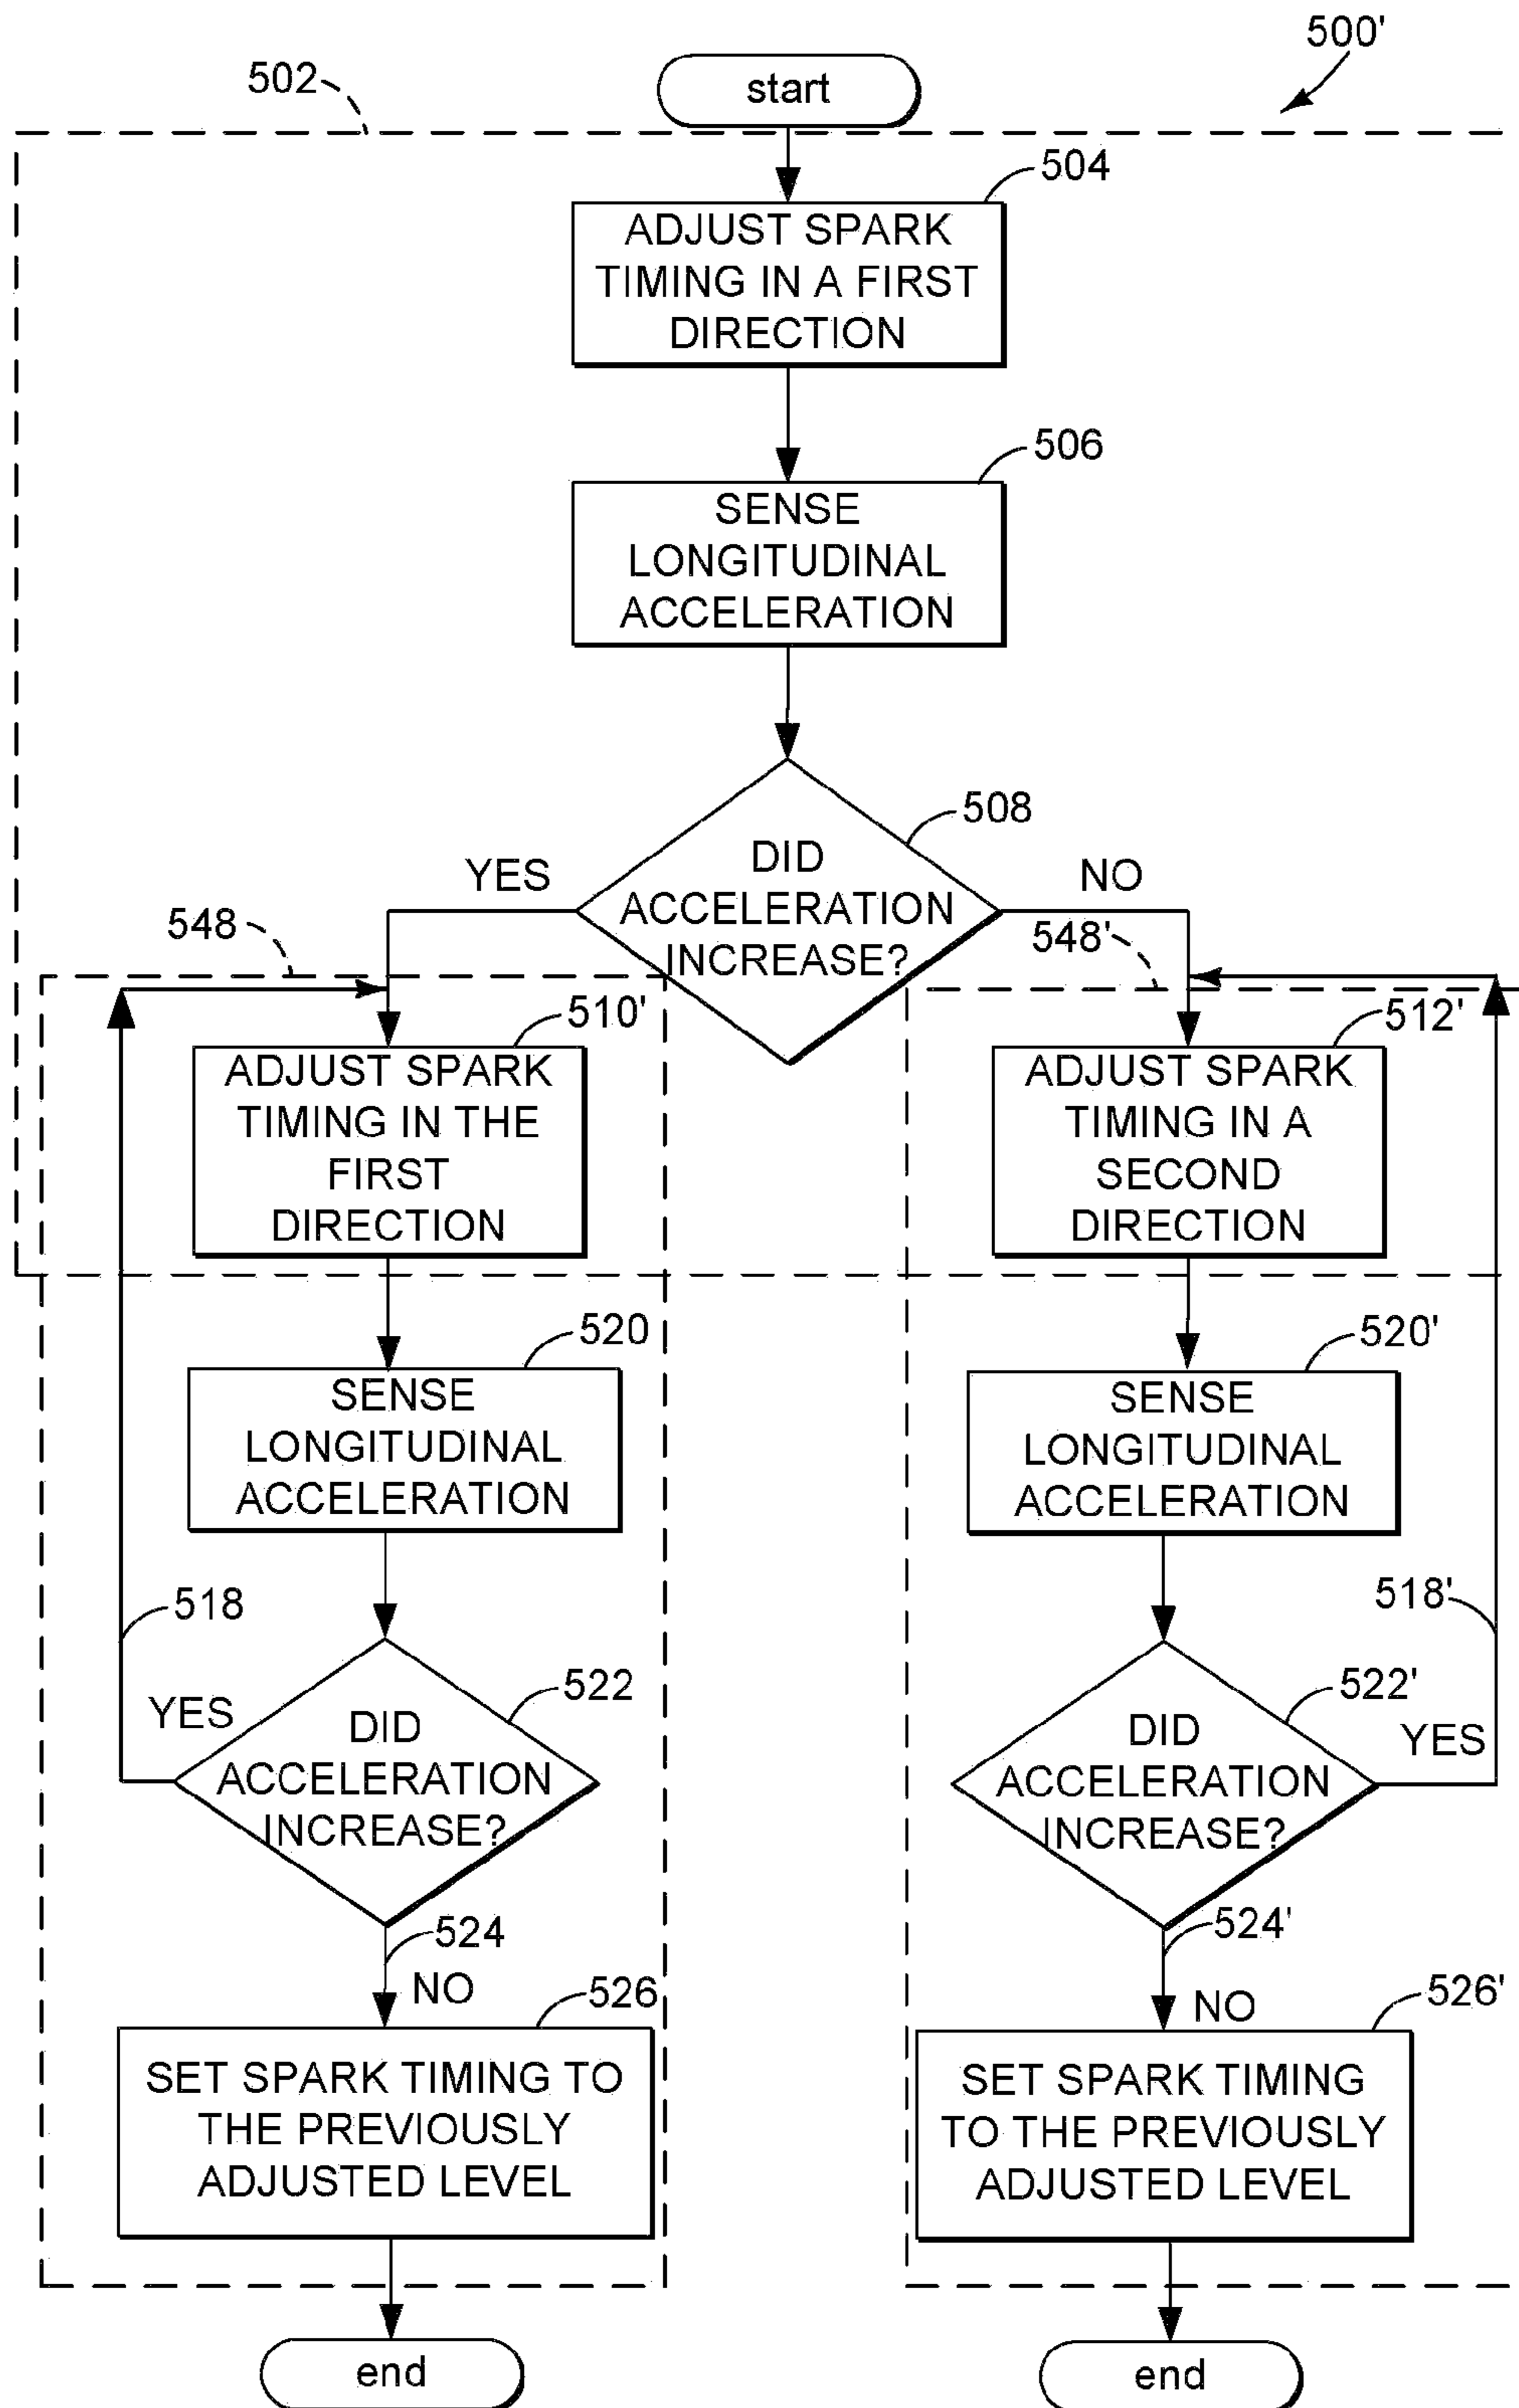 500'
502
start
504
ADJUST SPARK
TIMING IN A FIRST
DIRECTION
506
SENSE
LONGITUDINAL
ACCELERATION
508
DID
ACCELERATION
INCREASE?
YES
NO
548
548'
510'
ADJUST SPARK
TIMING IN THE
FIRST
DIRECTION
512'
ADJUST SPARK
TIMING IN A
SECOND
DIRECTION
520
SENSE
LONGITUDINAL
ACCELERATION
520'
SENSE
LONGITUDINAL
ACCELERATION
518
518'
522
YES
DID
ACCELERATION
INCREASE?
522'
YES
DID
ACCELERATION
INCREASE?
524
NO
524'
NO
526
SET SPARK TIMING TO
THE PREVIOUSLY
ADJUSTED LEVEL
526'
SET SPARK TIMING
TO THE PREVIOUSLY
ADJUSTED LEVEL
end
end